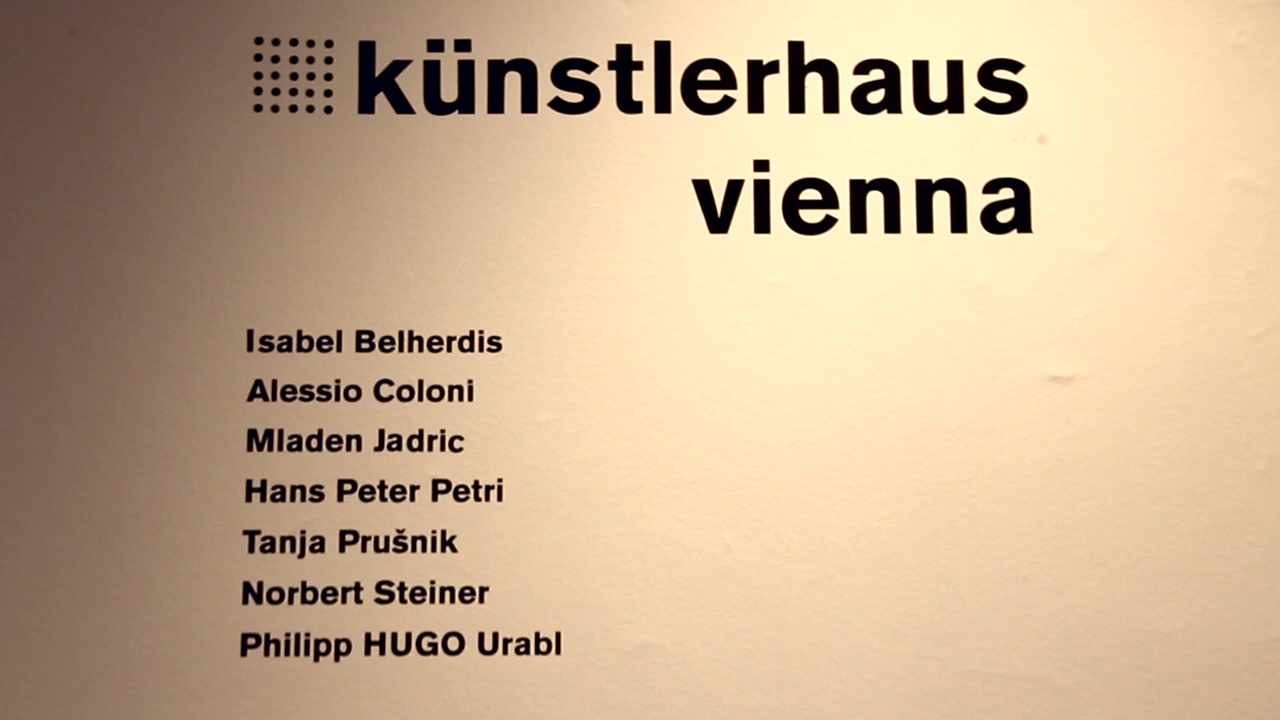 künstlerhaus
vienna
Isabel Belherdis
Alessio Coloni
Mladen Jadric
Hans Peter Petri
Tanja Prušnik
Norbert Steiner
Philipp HUGO Urabl